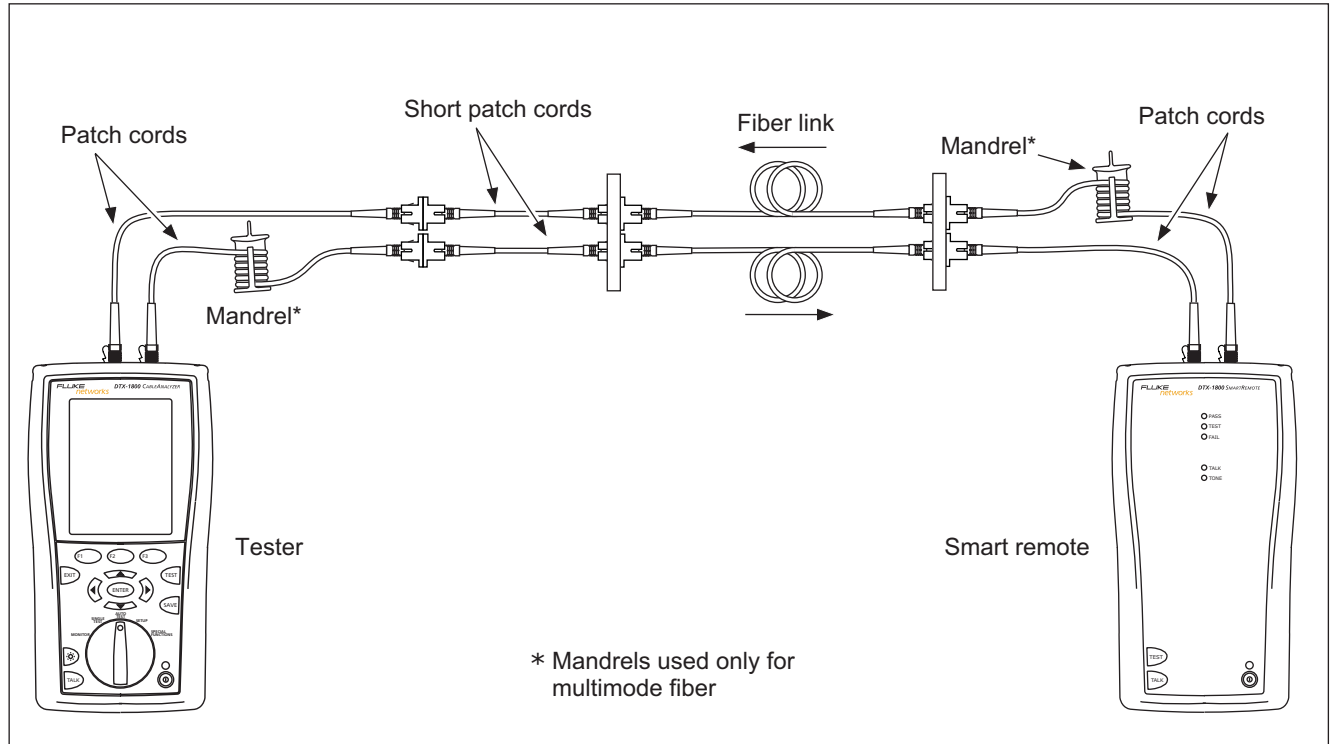 Patch cords
Short patch cords
Fiber link
Mandrel*
Patch cords
Mandrel*
FLUKE
networks
DTX-1800 CABLEANALYZER
F1
F2
F3
EXIT
TEST
ENTER
SAVE
MONITOR
SINGLE
TEST
AUTO
TEST
SETUP
SPECIAL
FUNCTIONS
TALK
Tester
Smart remote
FLUKE
networks
DTX-1800 SMARTREMOTE
PASS
TEST
FAIL
TALK
TONE
TEST
TALK
* Mandrels used only for
multimode fiber